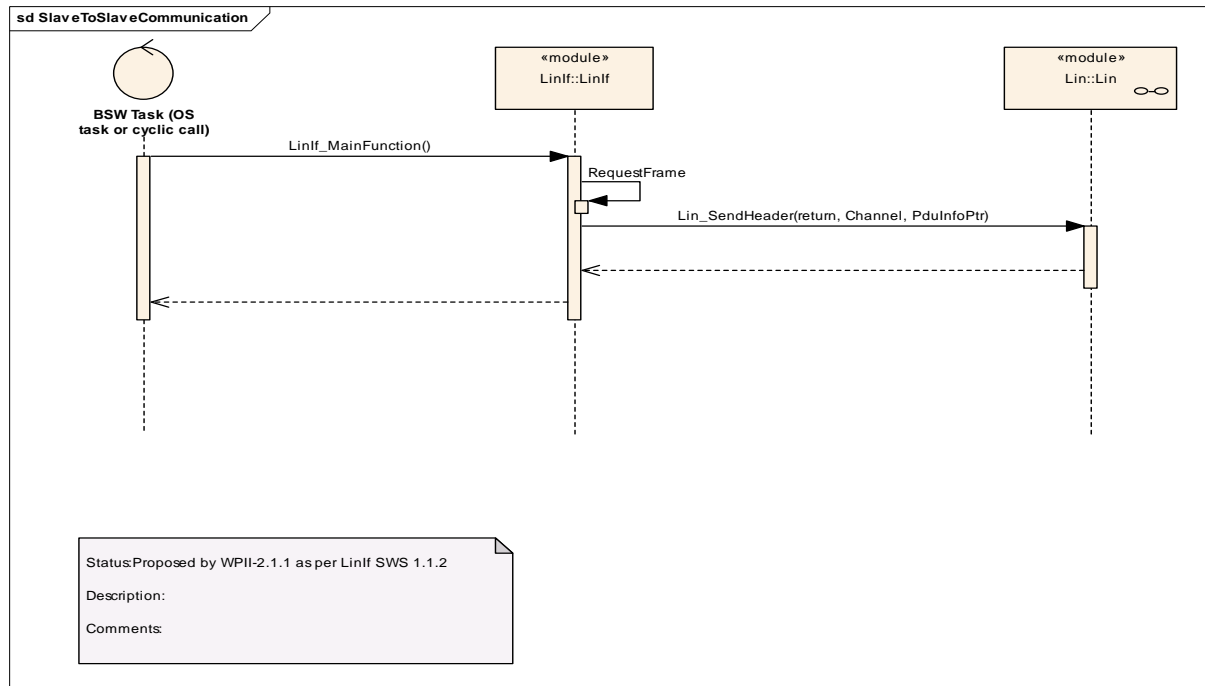 sd SlaveToSlaveCommunication
BSW Task (OS
task or cyclic call)
«module»
LinIf::LinIf
«module»
Lin::Lin
LinIf_MainFunction()
RequestFrame
Lin_SendHeader(return, Channel, PduInfoPtr)
Status:Proposed by WPII-2.1.1 as per LinIf SWS 1.1.2
Description:
Comments: